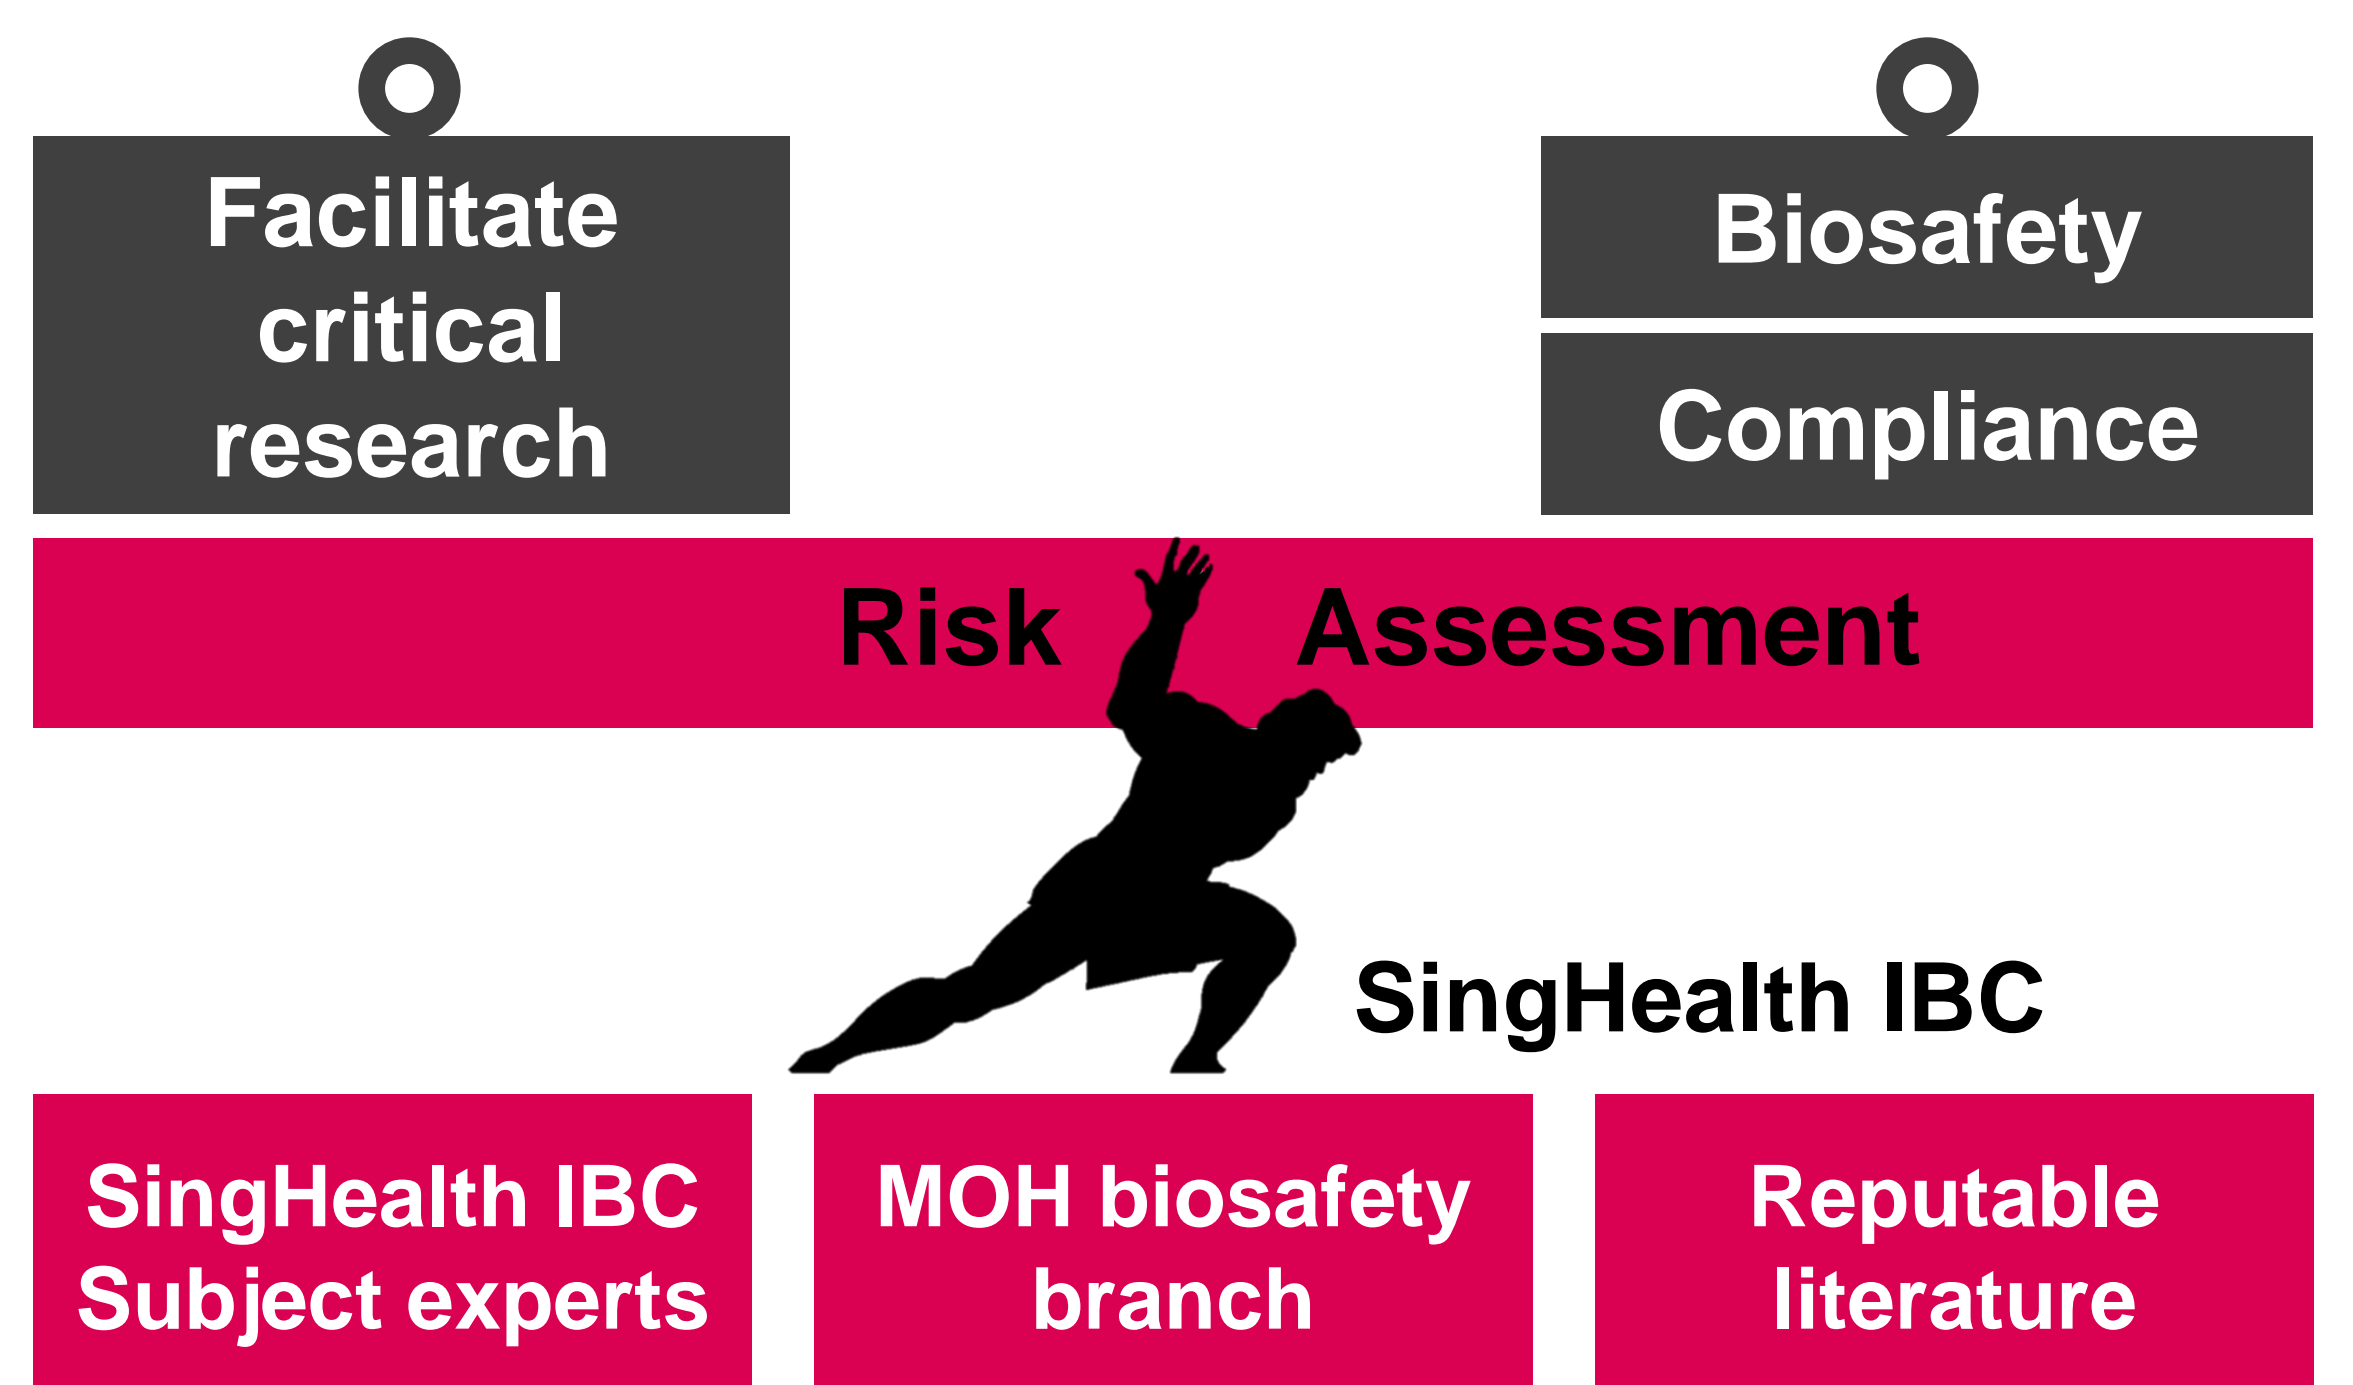 Facilitate
critical
research
Biosafety
Compliance
Risk Assessment
SingHealth IBC
SingHealth IBC
Subject experts
MOH biosafety
branch
Reputable
literature